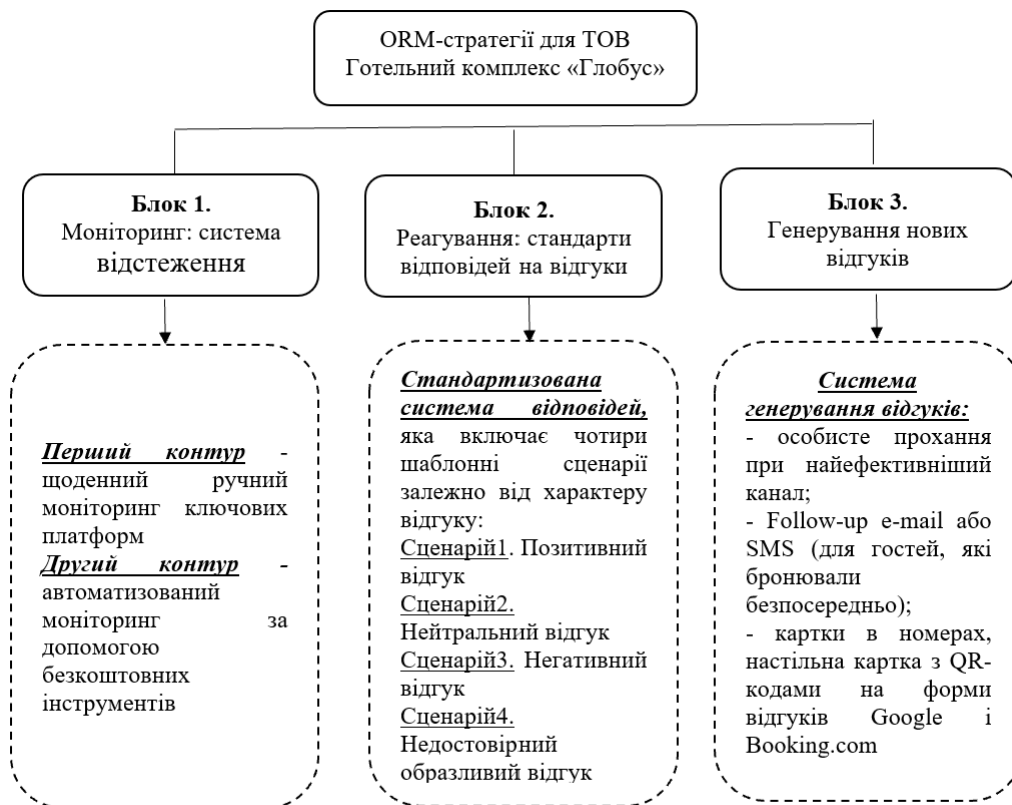 ORM-стратегії для ТОВ
Готельний комплекс «Глобус»
Блок 1.
Моніторинг: система
відстеження
Блок 2.
Реагування: стандарти
відповідей на відгуки
Блок 3.
Генерування нових
відгуків
Перший контур -
щоденний ручний
моніторинг ключових
платформ
Другий контур -
автоматизований
моніторинг за
допомогою
безкоштовних
інструментів
Стандартизована
система відповідей,
яка включає чотири
шаблонні сценарії
залежно від характеру
відгуку:
Сценарій1. Позитивний
відгук
Сценарій2.
Нейтральний відгук
Сценарій3. Негативний
відгук
Сценарій4.
Недостовірний
образливий відгук
Система
генерування відгуків:
- особисте прохання
при найефективніший
канал;
- Follow-up e-mail або
SMS (для гостей, які
бронювали
безпосередньо);
- картки в номерах,
настільна картка з QR-
кодами на форми
відгуків Google і
Booking.com